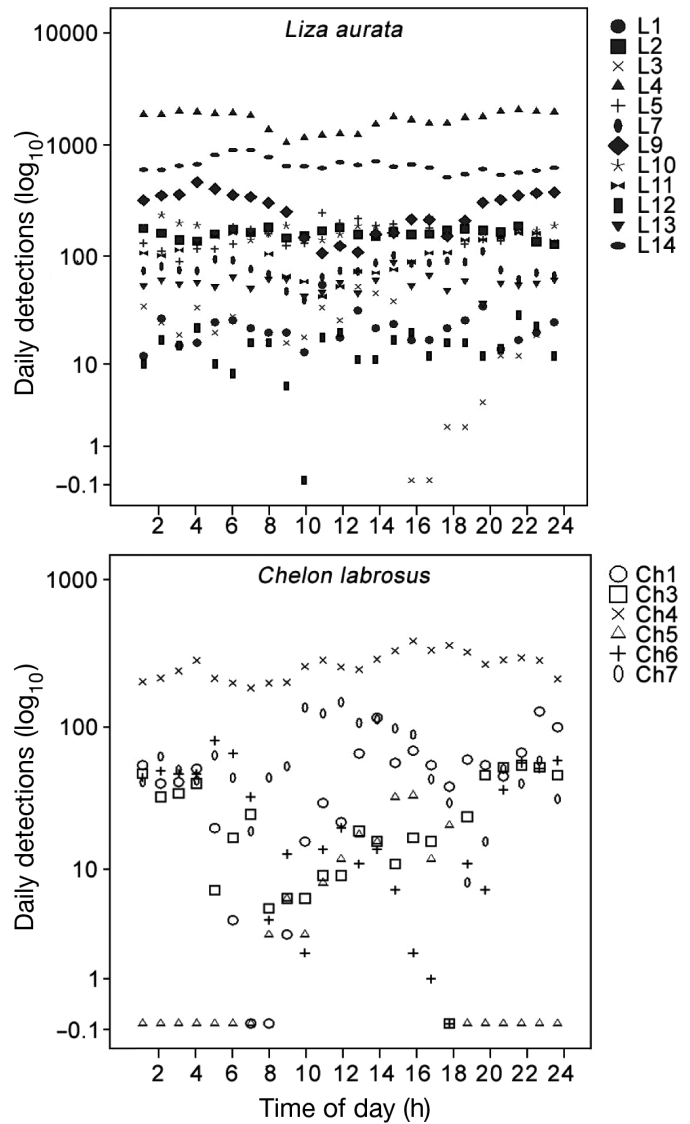 Liza aurata
Daily detections (log10)
10000
1000
100
10
1
–0.1
2 4 6 8 10 12 14 16 18 20 22 24
L1
L2
L3
L4
L5
L7
L9
L10
L11
L12
L13
L14
Chelon labrosus
Daily detections (log10)
1000
100
10
1
–0.1
2 4 6 8 10 12 14 16 18 20 22 24
Time of day (h)
Ch1
Ch3
Ch4
Ch5
Ch6
Ch7